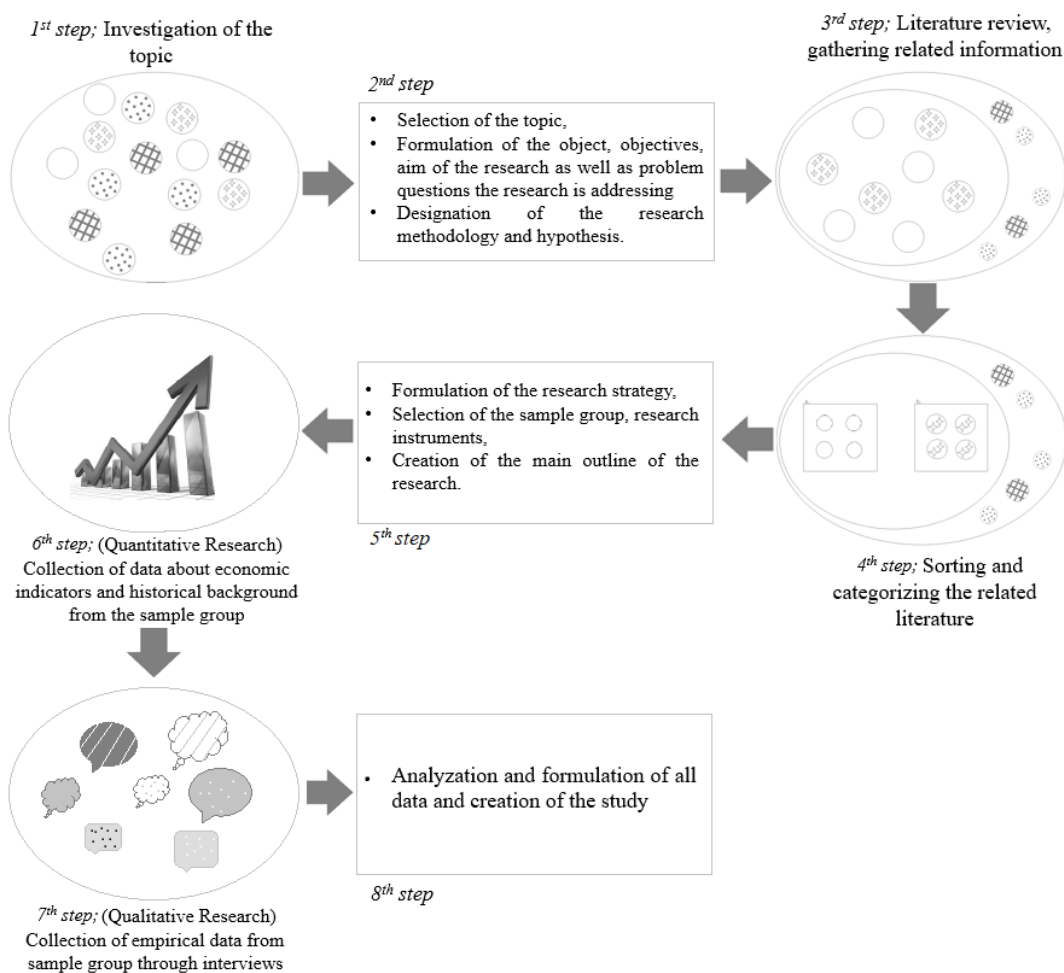 1st step; Investigation of the
topic
2nd step
• Selection of the topic,
• Formulation of the object, objectives,
aim of the research as well as problem
questions the research is addressing
• Designation of the research
methodology and hypothesis.
3rd step; Literature review,
gathering related information
4th step; Sorting and
categorizing the related
literature
• Formulation of the research strategy,
• Selection of the sample group, research
instruments,
• Creation of the main outline of the
research.
5th step
6th step; (Quantitative Research)
Collection of data about economic
indicators and historical background
from the sample group
7th step; (Qualitative Research)
Collection of empirical data from
sample group through interviews
• Analyzation and formulation of all
data and creation of the study
8th step